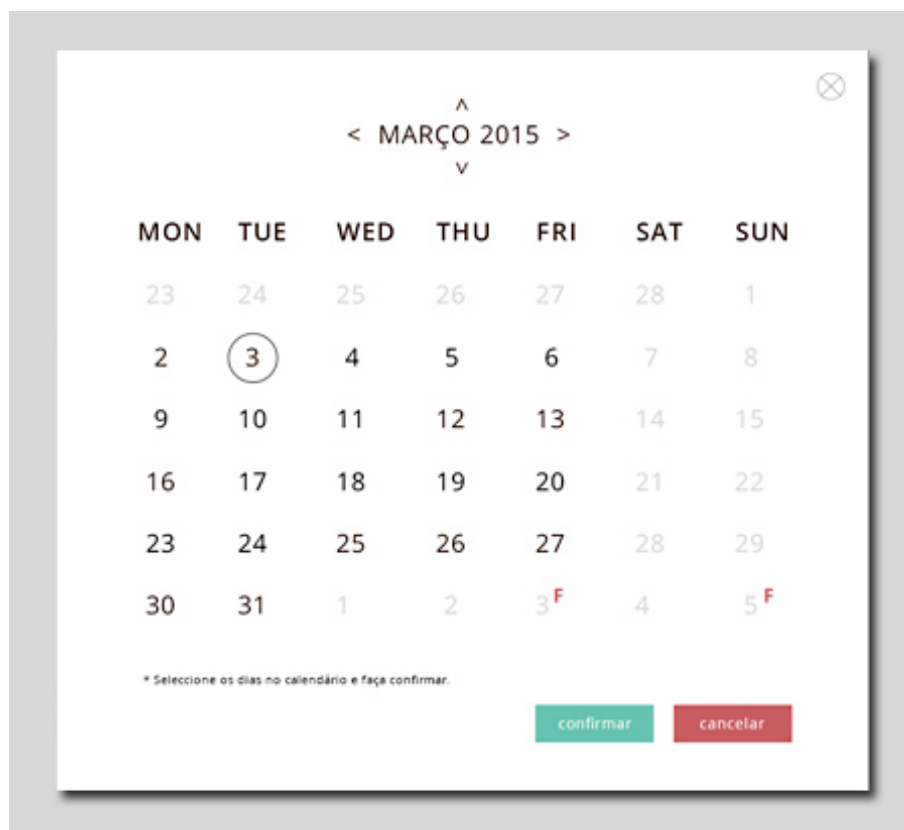 ^
< MARÇO 2015 >
v
MON TUE WED THU FRI SAT SUN
23 24 25 26 27 28 1
2 3 4 5 6 7 8
9 10 11 12 13 14 15
16 17 18 19 20 21 22
23 24 25 26 27 28 29
30 31 1 2 3 F 4 5 F
* Seleccione os dias no calendário e faça confirmar.
confirmar cancelar